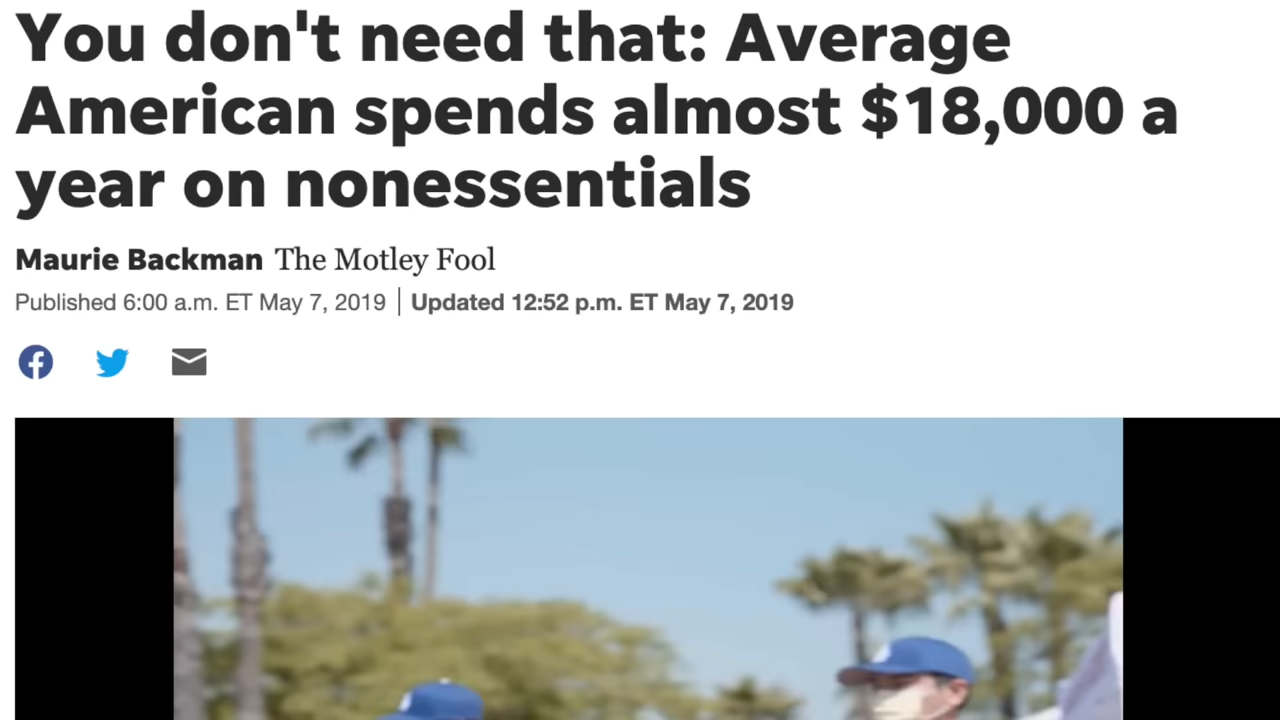 You don't need that: Average
American spends almost $18,000 a
year on nonessentials
Maurie Backman The Motley Fool
Published 6:00 a.m. ET May 7, 2019 | Updated 12:52 p.m. ET May 7, 2019